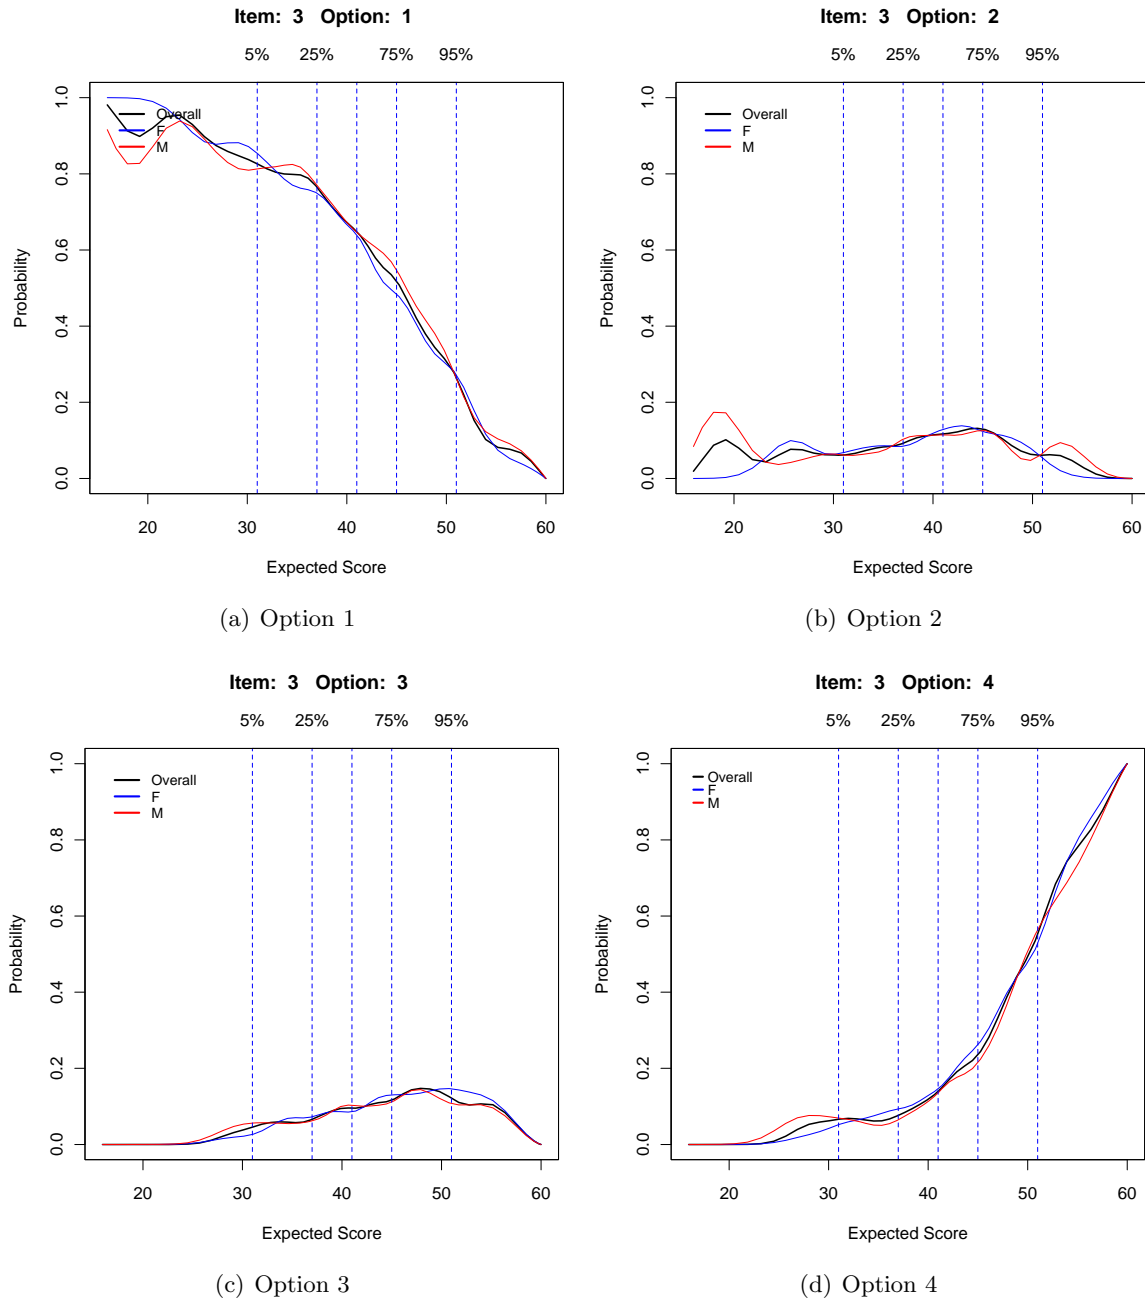 Item: 3 Option: 1
5% 25% 75% 95%
1.0
0.8
0.6
0.4
0.2
0.0
Probability
Overall
F
M
20 30 40 50 60
Expected Score
(a) Option 1
Item: 3 Option: 2
5% 25% 75% 95%
1.0
0.8
0.6
0.4
0.2
0.0
Probability
Overall
F
M
20 30 40 50 60
Expected Score
(b) Option 2
Item: 3 Option: 3
5% 25% 75% 95%
1.0
0.8
0.6
0.4
0.2
0.0
Probability
Overall
F
M
20 30 40 50 60
Expected Score
(c) Option 3
Item: 3 Option: 4
5% 25% 75% 95%
1.0
0.8
0.6
0.4
0.2
0.0
Probability
Overall
F
M
20 30 40 50 60
Expected Score
(d) Option 4